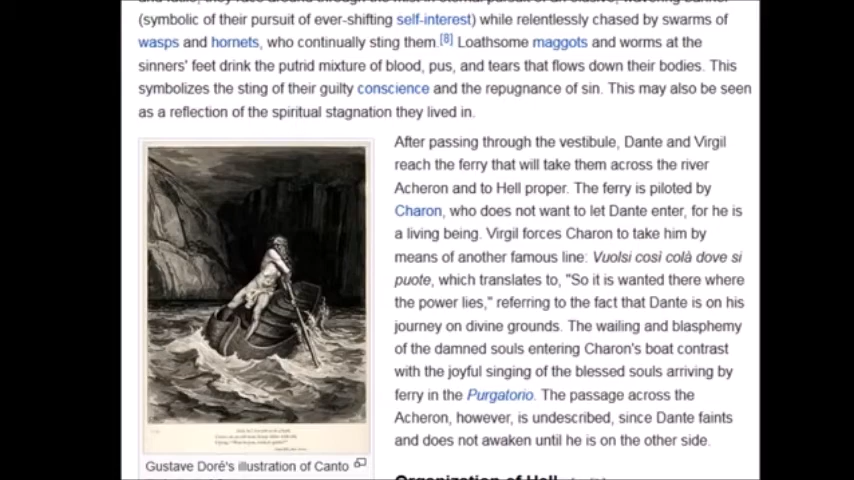 (symbolic of their pursuit of ever-shifting self-interest) while relentlessly chased by swarms of
wasps and hornets, who continually sting them.[8] Loathsome maggots and worms at the
sinners' feet drink the putrid mixture of blood, pus, and tears that flows down their bodies. This
symbolizes the sting of their guilty conscience and the repugnance of sin. This may also be seen
as a reflection of the spiritual stagnation they lived in.
After passing through the vestibule, Dante and Virgil
reach the ferry that will take them across the river
Acheron and to Hell proper. The ferry is piloted by
Charon, who does not want to let Dante enter, for he is
a living being. Virgil forces Charon to take him by
means of another famous line: Vuolsi così colà dove si
puote, which translates to, "So it is wanted there where
the power lies," referring to the fact that Dante is on his
journey on divine grounds. The wailing and blasphemy
of the damned souls entering Charon's boat contrast
with the joyful singing of the blessed souls arriving by
ferry in the Purgatorio. The passage across the
Acheron, however, is undescribed, since Dante faints
and does not awaken until he is on the other side.
Gustave Doré's illustration of Canto
Organization of Hell